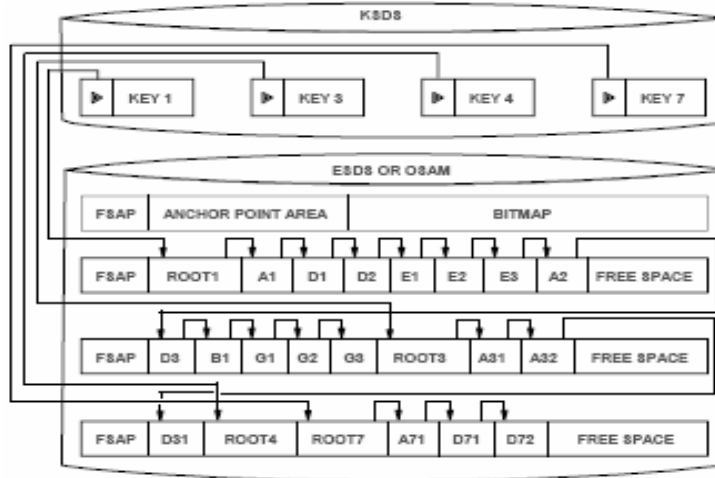 KSDS
KEY 1 KEY 3 KEY 4 KEY 7
ESDS OR OSAM
FSAP ANCHOR POINT AREA BITMAP
FSAP ROOT1 A1 D1 D2 E1 E2 E3 A2 FREE SPACE
FSAP D3 B1 G1 G2 G3 ROOT3 A31 A32 FREE SPACE
FSAP D31 ROOT4 ROOT7 A71 D71 D72 FREE SPACE